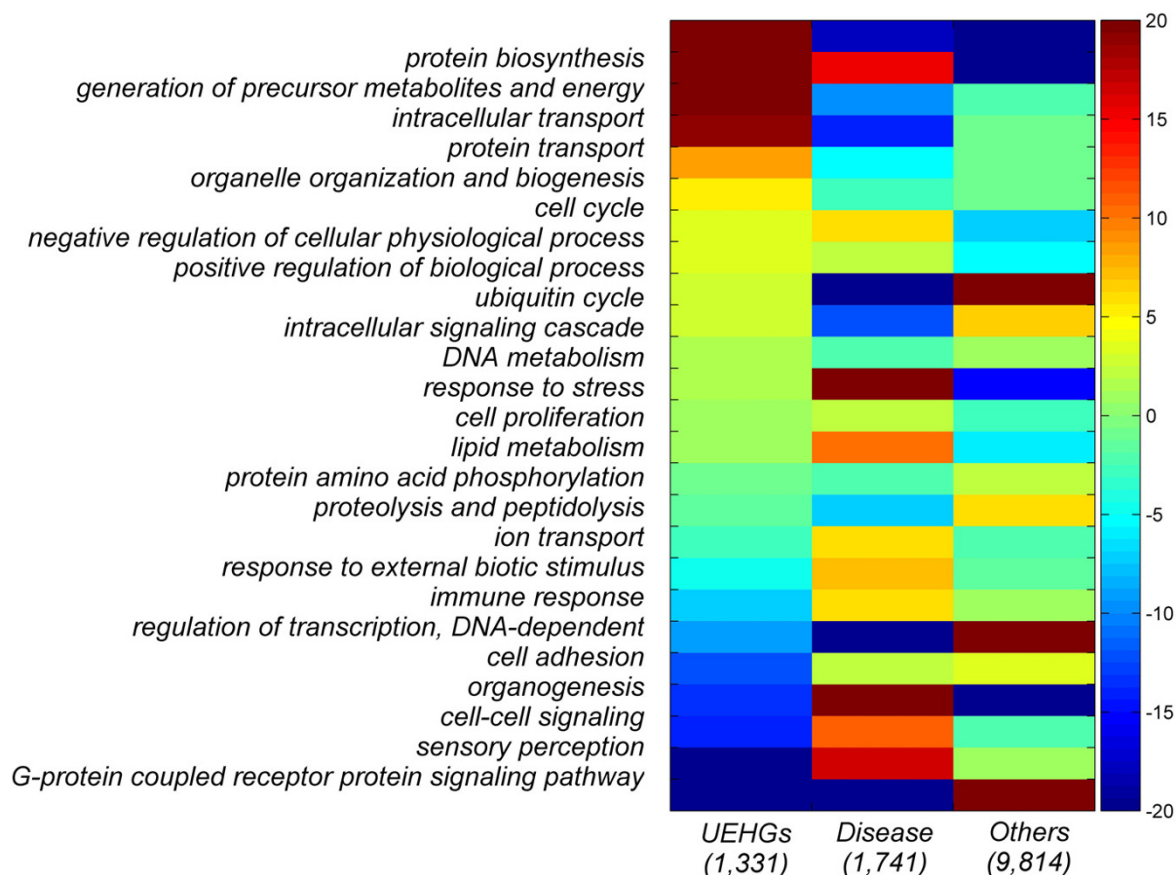 protein biosynthesis
generation of precursor metabolites and energy
intracellular transport
protein transport
organelle organization and biogenesis
cell cycle
negative regulation of cellular physiological process
positive regulation of biological process
ubiquitin cycle
intracellular signaling cascade
DNA metabolism
response to stress
cell proliferation
lipid metabolism
protein amino acid phosphorylation
proteolysis and peptidolysis
ion transport
response to external biotic stimulus
immune response
regulation of transcription, DNA-dependent
cell adhesion
organogenesis
cell-cell signaling
sensory perception
G-protein coupled receptor protein signaling pathway
UEHGs Disease Others
(1,331) (1,741) (9,814)
20
15
10
5
0
-5
-10
-15
-20